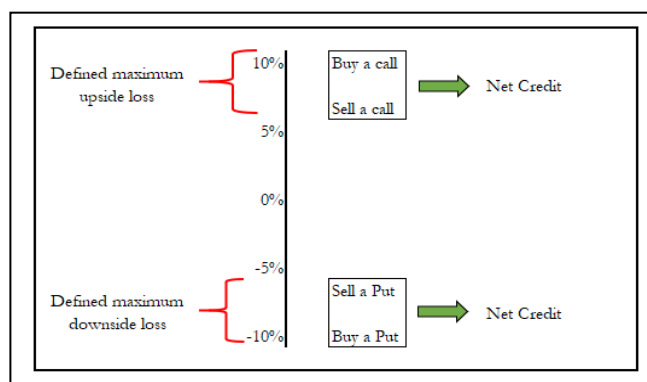 Defined maximum
upside loss
10%
Buy a call
Net Credit
Sell a call
5%
0%
-5%
Defined maximum
downside loss
Sell a Put
Net Credit
-10%
Buy a Put